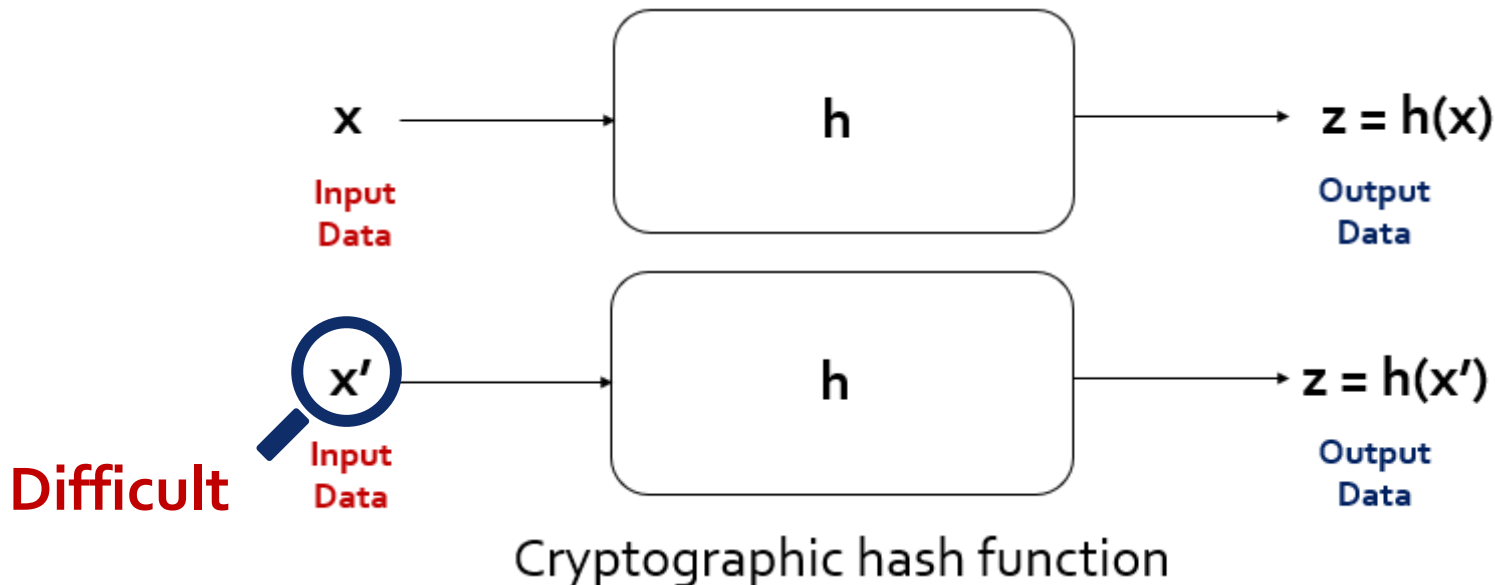 x
h
z = h(x)
Input
Data
Output
Data
x′
h
z = h(x′)
Difficult
Input
Data
Output
Data
Cryptographic hash function